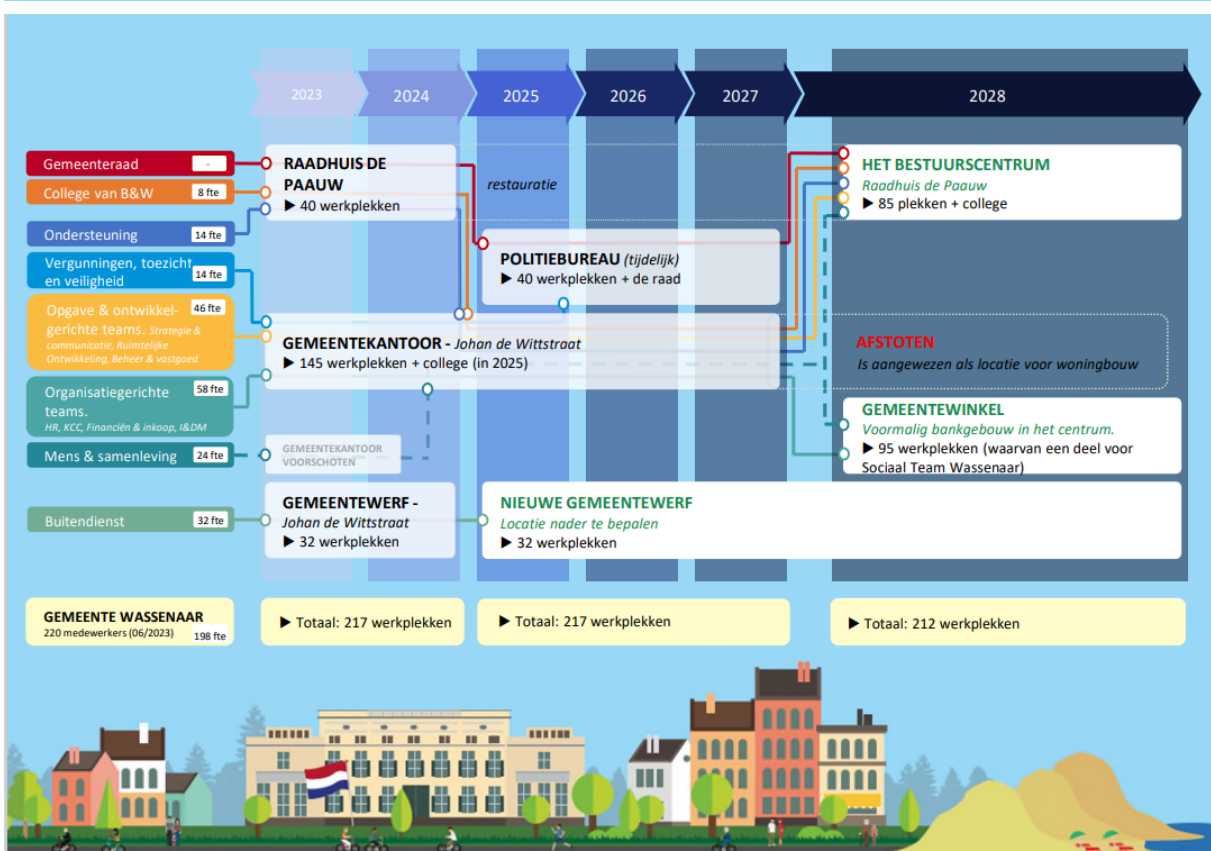 2023
2024
2025
2026
2027
2028
Gemeenteraad
-
College van B&W
8 fte
Ondersteuning
14 fte
Vergunningen, toezicht
en veiligheid
14 fte
Opgave & ontwikkel-
46 fte
gerichte teams. Strategie &
communicatie, Ruimtelijke
Ontwikkeling, Beheer & vastgoed
Organisatiegerichte
58 fte
teams.
HR, KCC, Financiën & inkoop, I&DM
Mens & samenleving
24 fte
Buitendienst
32 fte
RAADHUIS DE
PAAUW
► 40 werkplekken
restauratie
HET BESTUURSCENTRUM
Raadhuis de Paauw
► 85 plekken + college
POLITIEBUREAU (tijdelijk)
► 40 werkplekken + de raad
GEMEENTEKANTOOR - Johan de Wittstraat
► 145 werkplekken + college (in 2025)
AFSTOTEN
Is aangewezen als locatie voor woningbouw
GEMEENTEWINKEL
Voormalig bankgebouw in het centrum.
► 95 werkplekken (waarvan een deel voor
Sociaal Team Wassenaar)
GEMEENTEKANTOOR
VOORSCHOTEN
GEMEENTEWERF -
Johan de Wittstraat
► 32 werkplekken
NIEUWE GEMEENTEWERF
Locatie nader te bepalen
► 32 werkplekken
GEMEENTE WASSENAAR
220 medewerkers (06/2023)
198 fte
► Totaal: 217 werkplekken
► Totaal: 217 werkplekken
► Totaal: 212 werkplekken